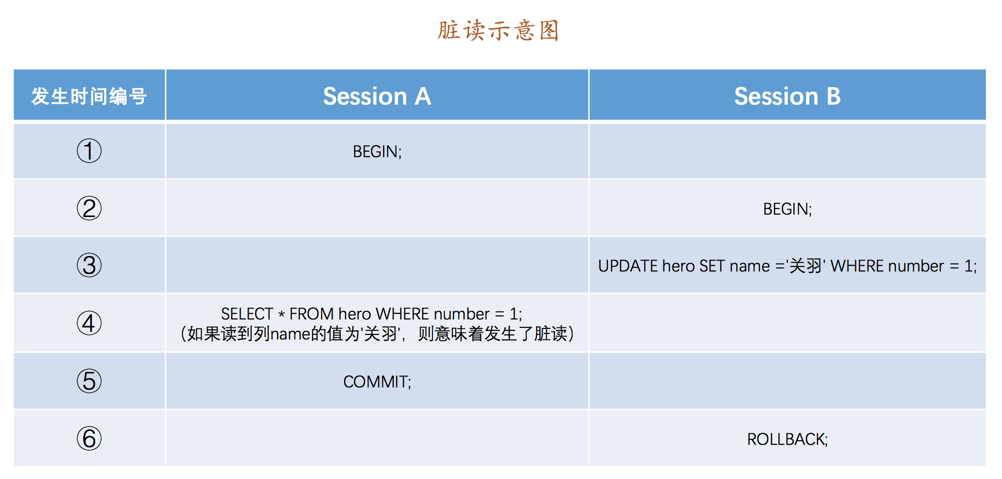 脏读示意图
发生时间编号 Session A Session B
① BEGIN;
② BEGIN;
③ UPDATE hero SET name ='关羽' WHERE number = 1;
④ SELECT * FROM hero WHERE number = 1;
（如果读到列name的值为'关羽'，则意味着发生了脏读）
⑤ COMMIT;
⑥ ROLLBACK;